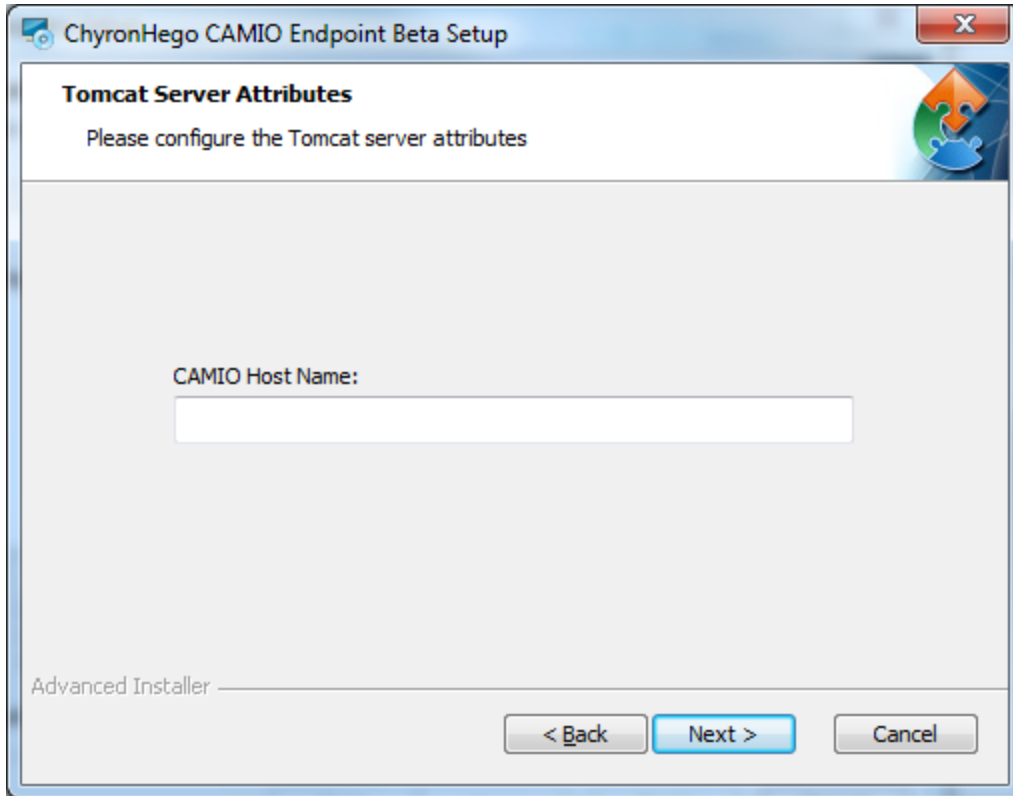 ChyronHego CAMIO Endpoint Beta Setup
Tomcat Server Attributes
Please configure the Tomcat server attributes
CAMIO Host Name:
Advanced Installer
< Back
Next >
Cancel